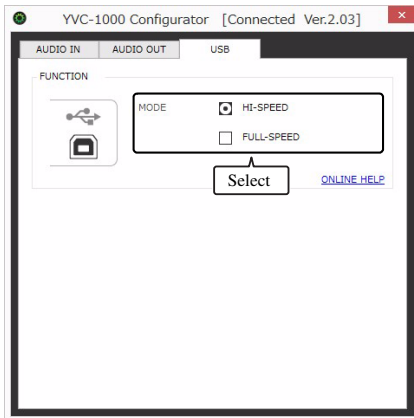 YVC-1000 Configurator [Connected Ver.2.03]
AUDIO IN AUDIO OUT USB
FUNCTION
MODE HI-SPEED
FULL-SPEED
Select
ONLINE HELP